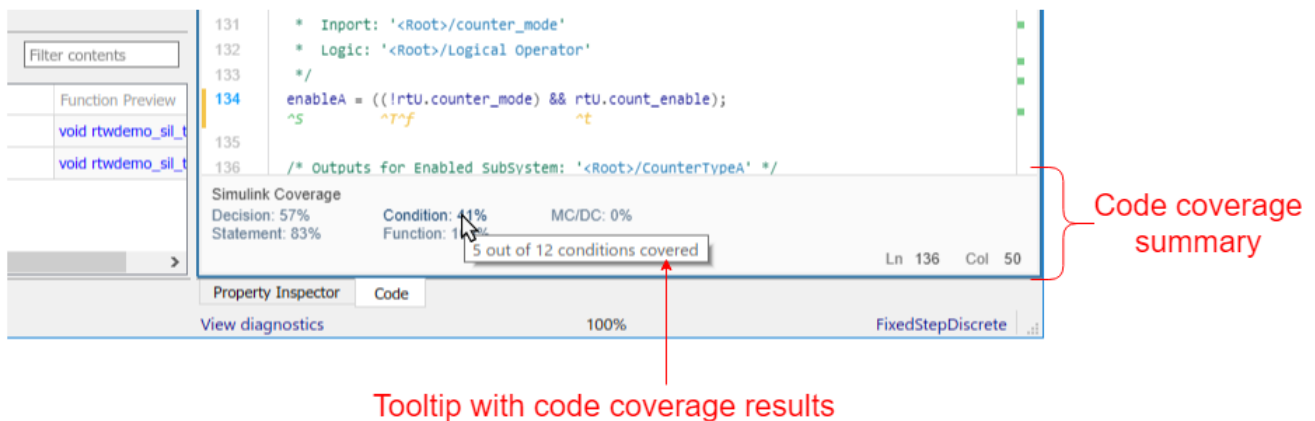 131 * Inport: '<Root>/counter_mode'
132 * Logic: '<Root>/Logical Operator'
Filter contents
133 */
Function Preview
134 enableA = ((!rtU.counter_mode) && rtU.count_enable);
^S ^T^f ^t
void rtwdemo_sil_t
135
void rtwdemo_sil_t
136 /* Outputs for Enabled SubSystem: '<Root>/CounterTypeA' */
Simulink Coverage
Decision: 57% Condition: 41% MC/DC: 0%
Statement: 83% Function:
5 out of 12 conditions covered
Ln 136 Col 50
Code coverage
summary
Property Inspector Code
View diagnostics 100% FixedStepDiscrete
Tooltip with code coverage results